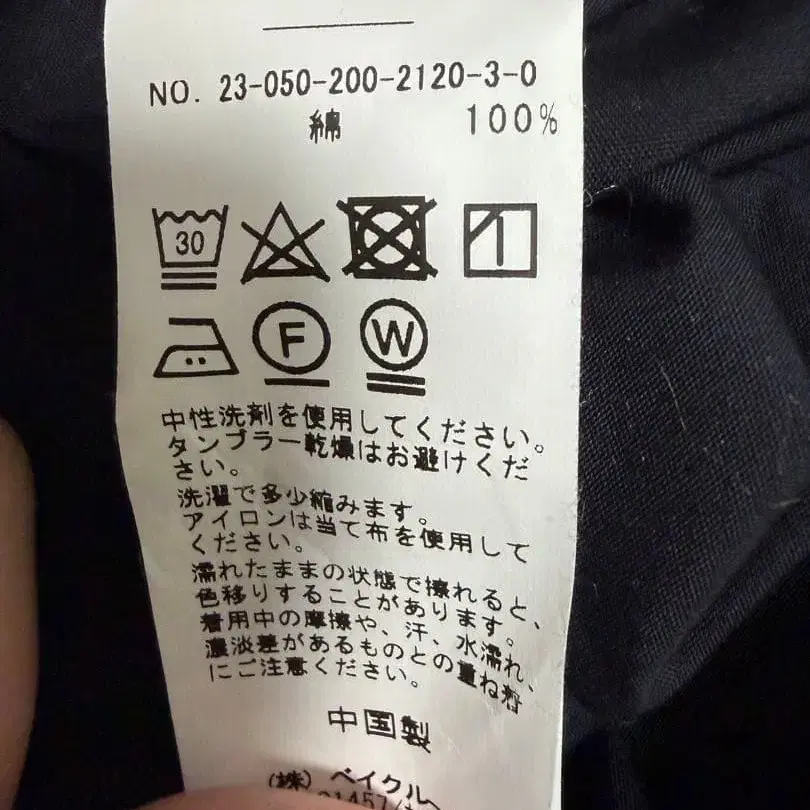 NO. 23-050-200-2120-3-0
綿 100%
30
F W
中性洗剤を使用してください。
タンブラー乾燥はお避けくだ
さい。
洗濯で多少縮みます。
アイロンは当て布を使用して
ください。
濡れたままの状態で擦れると、
色移りすることがあります。
着用中の摩擦や、汗、水濡れ、
濃淡差があるものとの重ね着
にご注意ください。
中国製
(株) ベイクル